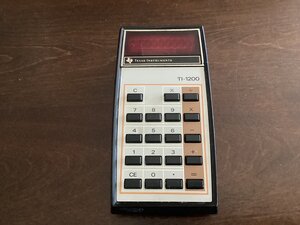 Texas Instruments
TI-1200
C K ÷
7 8 9 ×
4 5 6 −
1 2 3 +
CE 0 • =